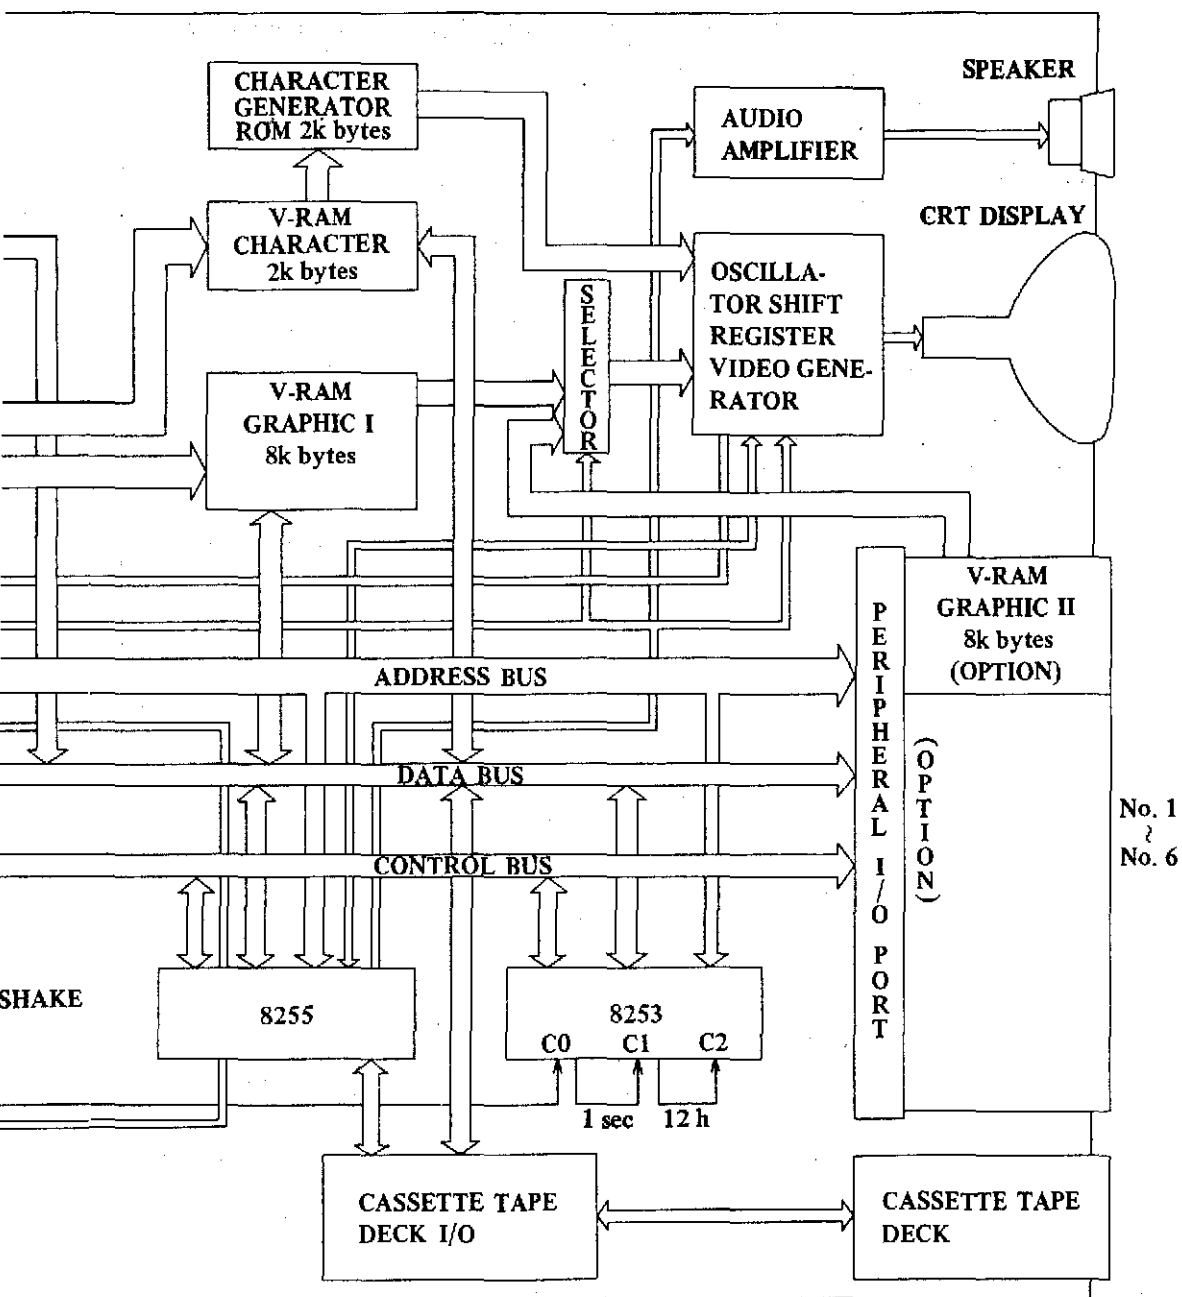 SPEAKER
CHARACTER
GENERATOR
ROM 2k bytes
AUDIO
AMPLIFIER
V-RAM
CHARACTER
2k bytes
CRT DISPLAY
SELECTOR
OSCILLA-
TOR SHIFT
REGISTER
VIDEO GENE-
RATOR
V-RAM
GRAPHIC I
8k bytes
V-RAM
GRAPHIC II
8k bytes
(OPTION)
PERIPHERAL I/O PORT
(OPTION)
ADDRESS BUS
DATA BUS
CONTROL BUS
No. 1
~
No. 6
SHAKE
8255
8253
C0 C1 C2
1 sec 12 h
CASSETTE TAPE
DECK I/O
CASSETTE TAPE
DECK